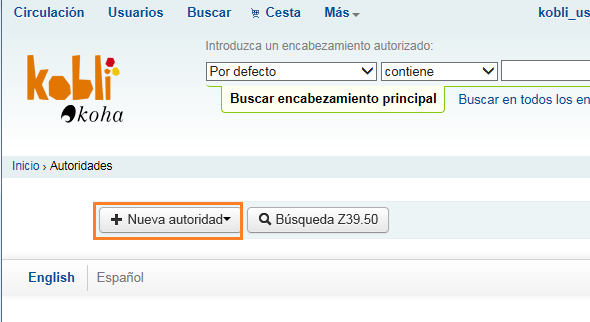 Circulación Usuarios Buscar Cesta Más kobli_us
Introduzca un encabezamiento autorizado:
Por defecto contiene
Buscar encabezamiento principal Buscar en todos los en
kobli
koha
Inicio › Autoridades
Nueva autoridad Búsqueda Z39.50
English Español